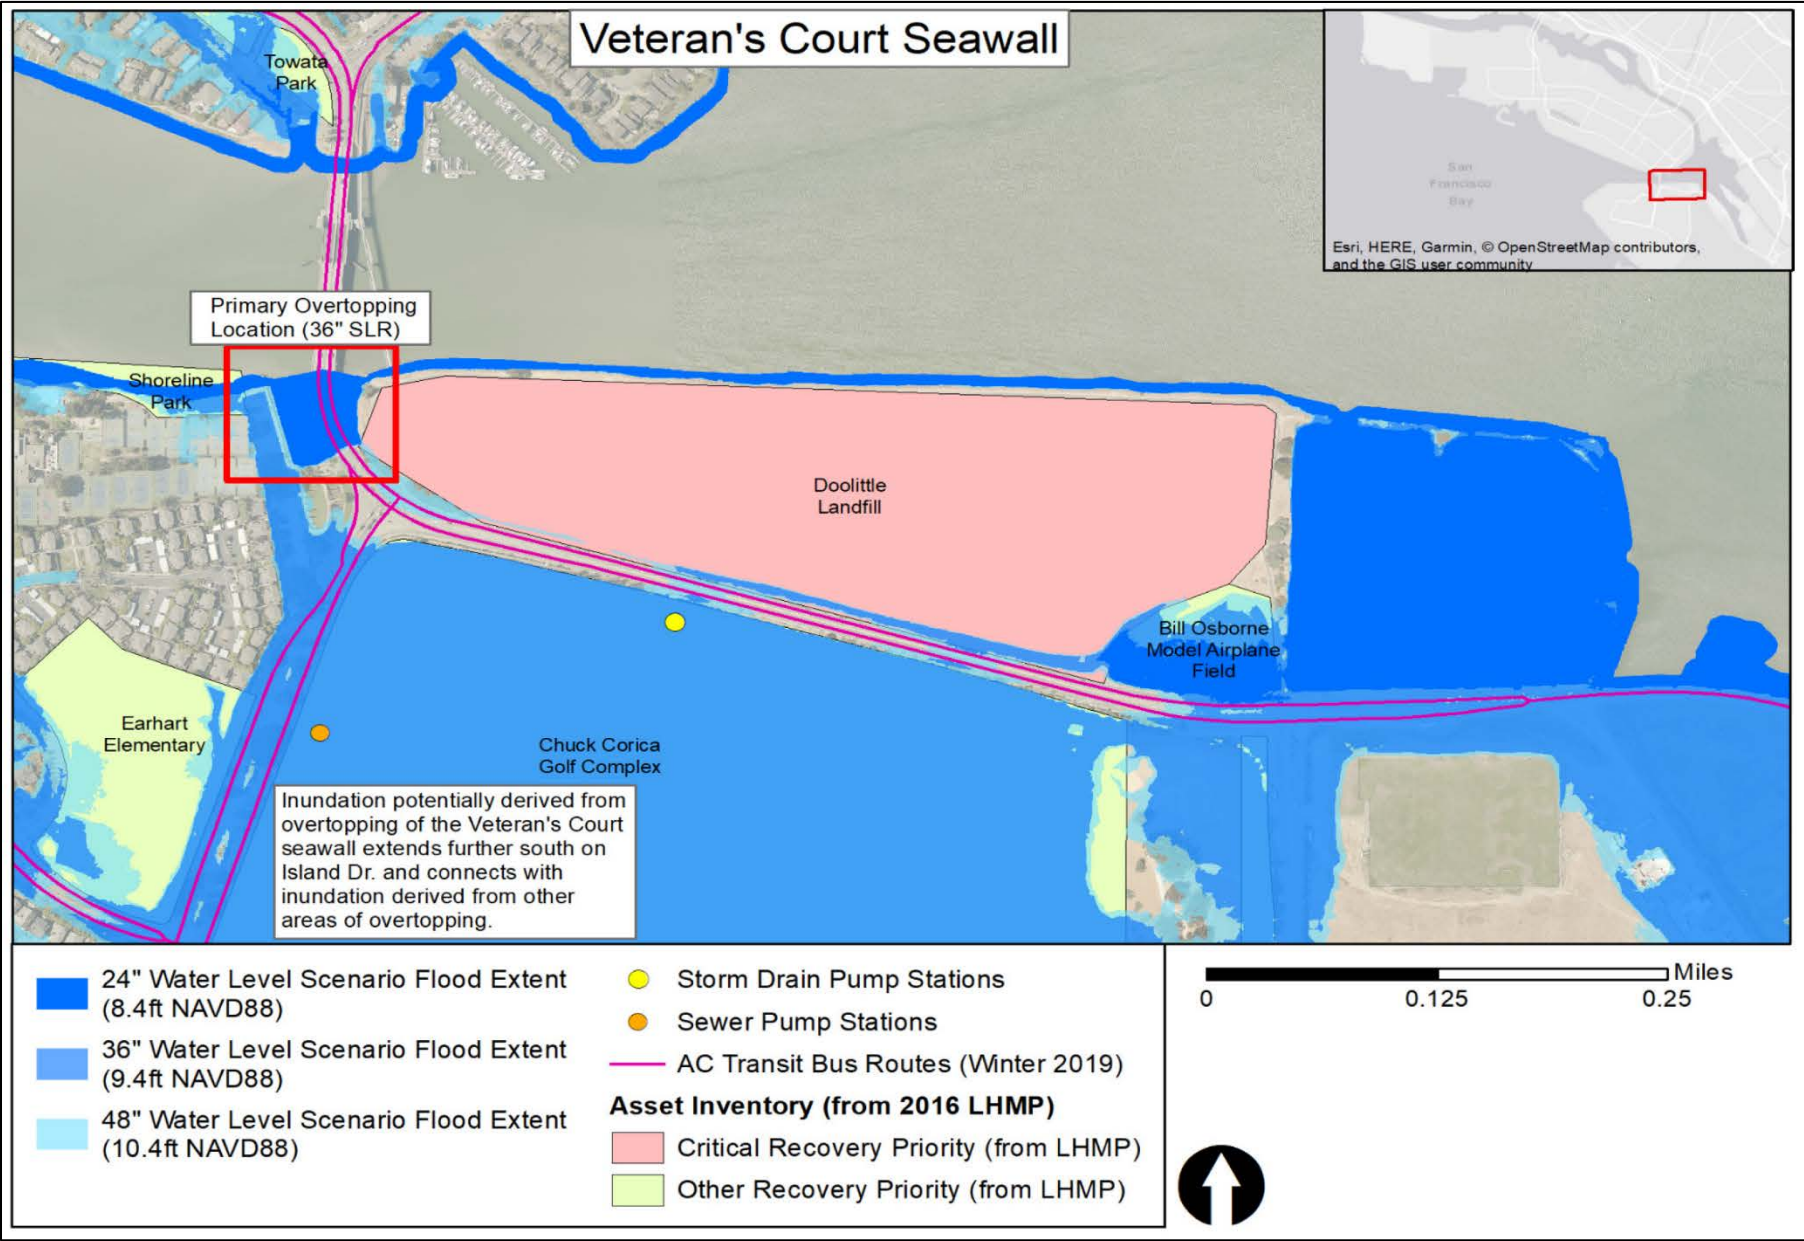 Veteran's Court Seawall
Towata
Park
San
Francisco
Bay
Esri, HERE, Garmin, © OpenStreetMap contributors,
and the GIS user community
Primary Overtopping
Location (36" SLR)
Shoreline
Park
Doolittle
Landfill
Bill Osborne
Model Airplane
Field
Earhart
Elementary
Chuck Corica
Golf Complex
Inundation potentially derived from
overtopping of the Veteran's Court
seawall extends further south on
Island Dr. and connects with
inundation derived from other
areas of overtopping.
24" Water Level Scenario Flood Extent
(8.4ft NAVD88)
36" Water Level Scenario Flood Extent
(9.4ft NAVD88)
48" Water Level Scenario Flood Extent
(10.4ft NAVD88)
Storm Drain Pump Stations
Sewer Pump Stations
AC Transit Bus Routes (Winter 2019)
Asset Inventory (from 2016 LHMP)
Critical Recovery Priority (from LHMP)
Other Recovery Priority (from LHMP)
Miles
0 0.125 0.25